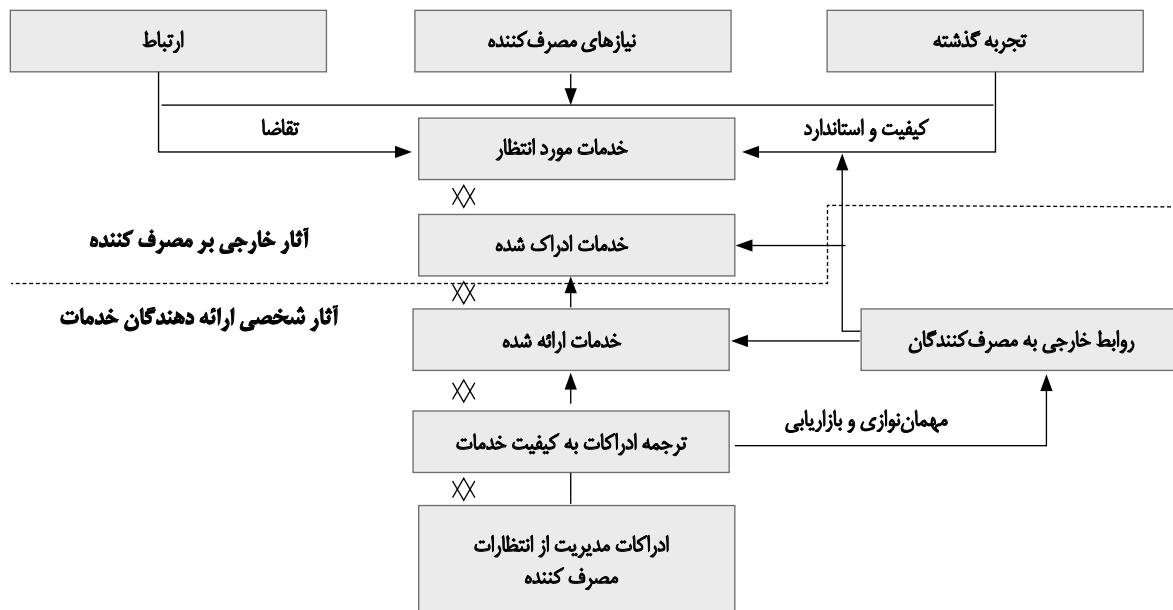 تجربه گذشته
نیازهای مصرف‌کننده
ارتباط
کیفیت و استاندارد
تقاضا
خدمات مورد انتظار
خدمات ادراک شده
آثار خارجی بر مصرف کننده
آثار شخصی ارائه دهندگان خدمات
خدمات ارائه شده
روابط خارجی به مصرف‌کنندگان
مهمان‌نوازی و بازاریابی
ترجمه ادراکات به کیفیت خدمات
ادراکات مدیریت از انتظارات
مصرف کننده